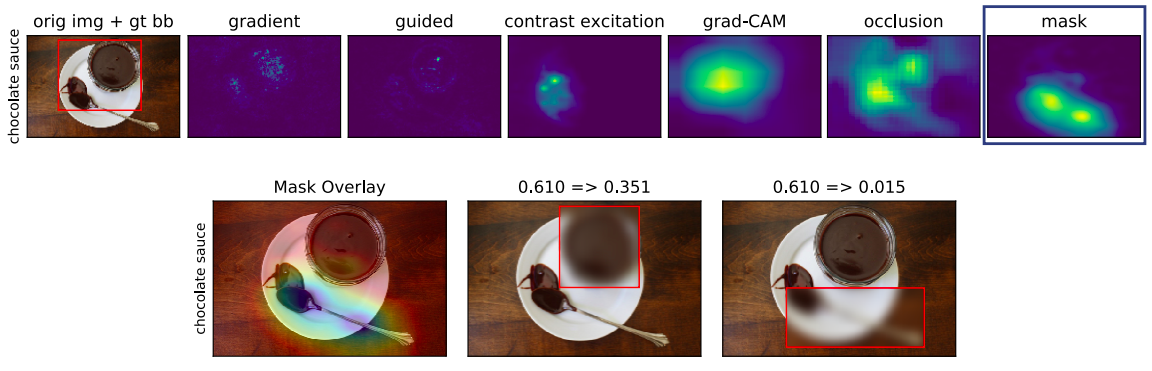 orig img + gt bb
gradient
guided
contrast excitation
grad-CAM
occlusion
mask
chocolate sauce
Mask Overlay
0.610 => 0.351
0.610 => 0.015
chocolate sauce